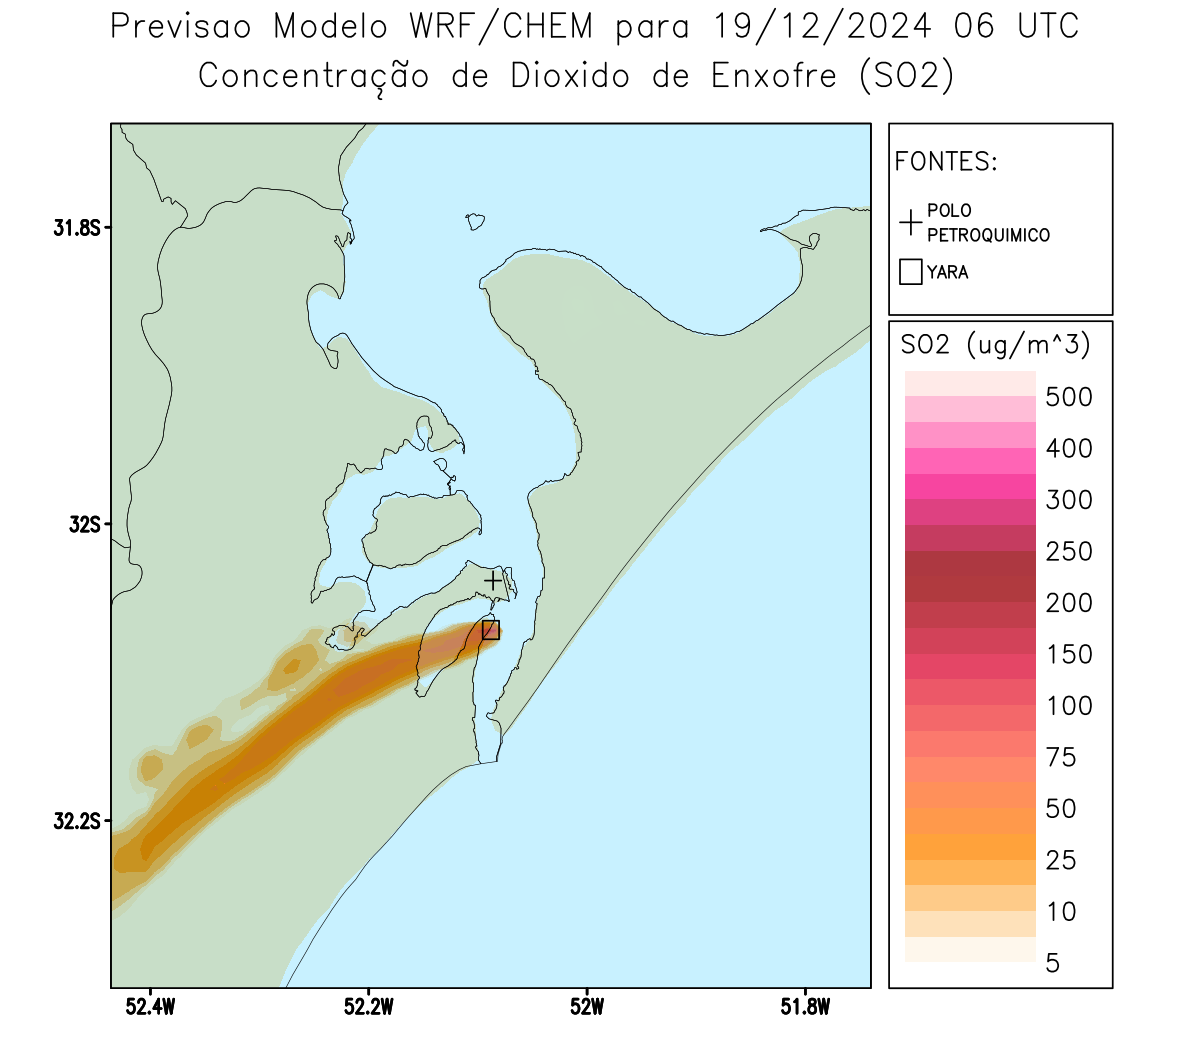 Previsao Modelo WRF/CHEM para 19/12/2024 06 UTC
Concentração de Dioxido de Enxofre (SO2)
FONTES:
POLO
PETROQUIMICO
YARA
SO2 (ug/m^3)
500
400
300
250
200
150
100
75
50
25
10
5
31.8S
32S
32.2S
52.4W
52.2W
52W
51.8W